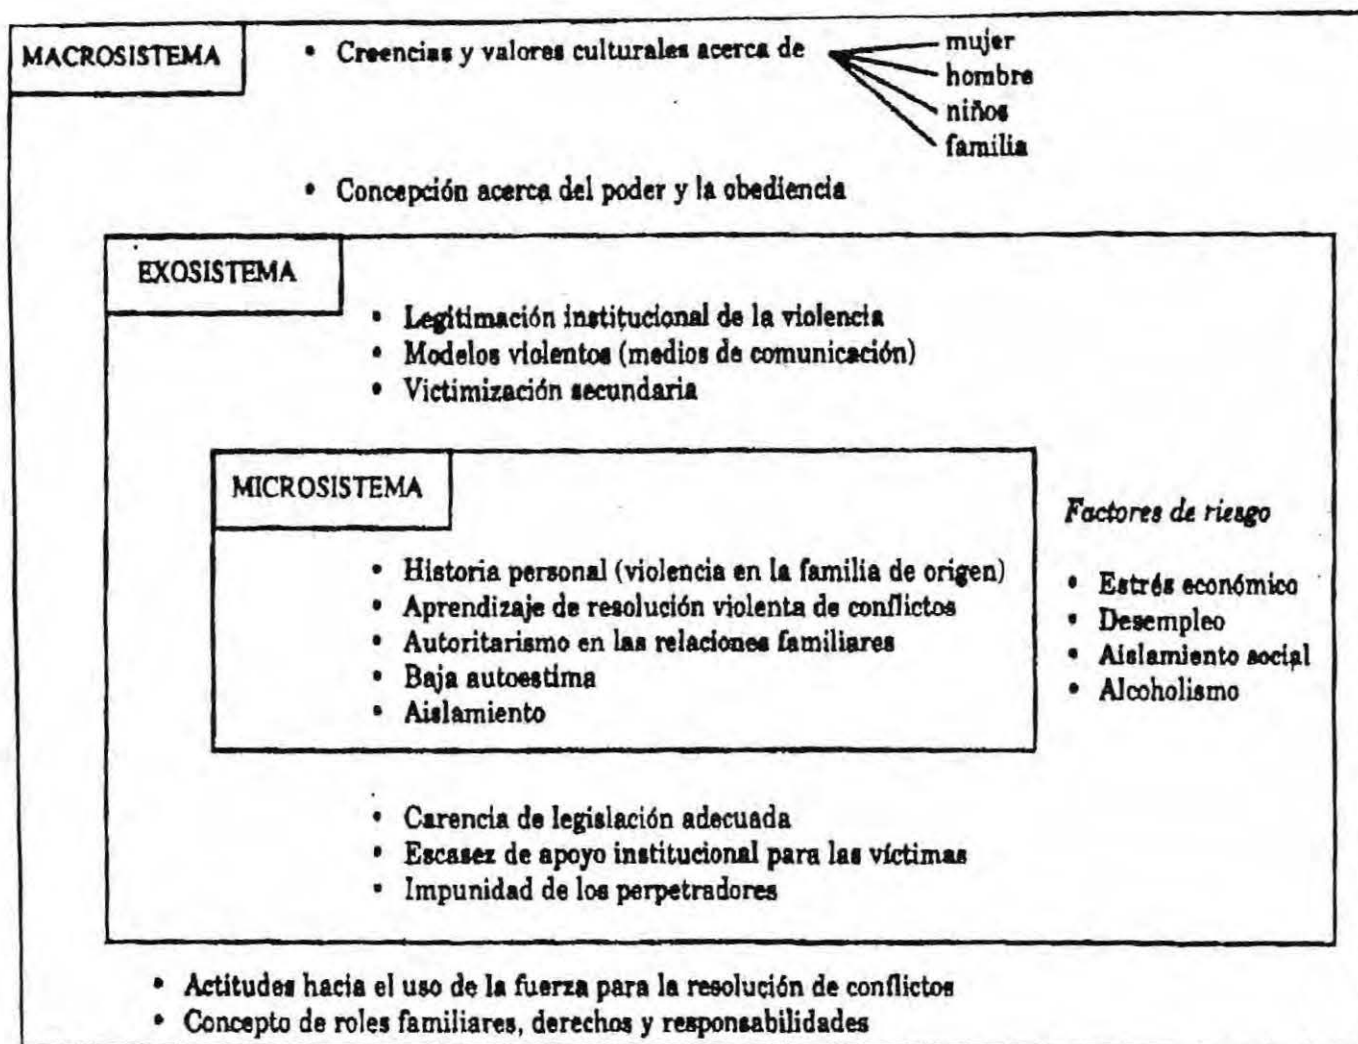 MACROSISTEMA
• Creencias y valores culturales acerca de
mujer
hombre
niños
familia
• Concepción acerca del poder y la obediencia
EXOSISTEMA
• Legitimación institucional de la violencia
• Modelos violentos (medios de comunicación)
• Victimización secundaria
MICROSISTEMA
• Historia personal (violencia en la familia de origen)
• Aprendizaje de resolución violenta de conflictos
• Autoritarismo en las relaciones familiares
• Baja autoestima
• Aislamiento
Factores de riesgo
• Estrés económico
• Desempleo
• Aislamiento social
• Alcoholismo
• Carencia de legislación adecuada
• Escasez de apoyo institucional para las víctimas
• Impunidad de los perpetradores
• Actitudes hacia el uso de la fuerza para la resolución de conflictos
• Concepto de roles familiares, derechos y responsabilidades